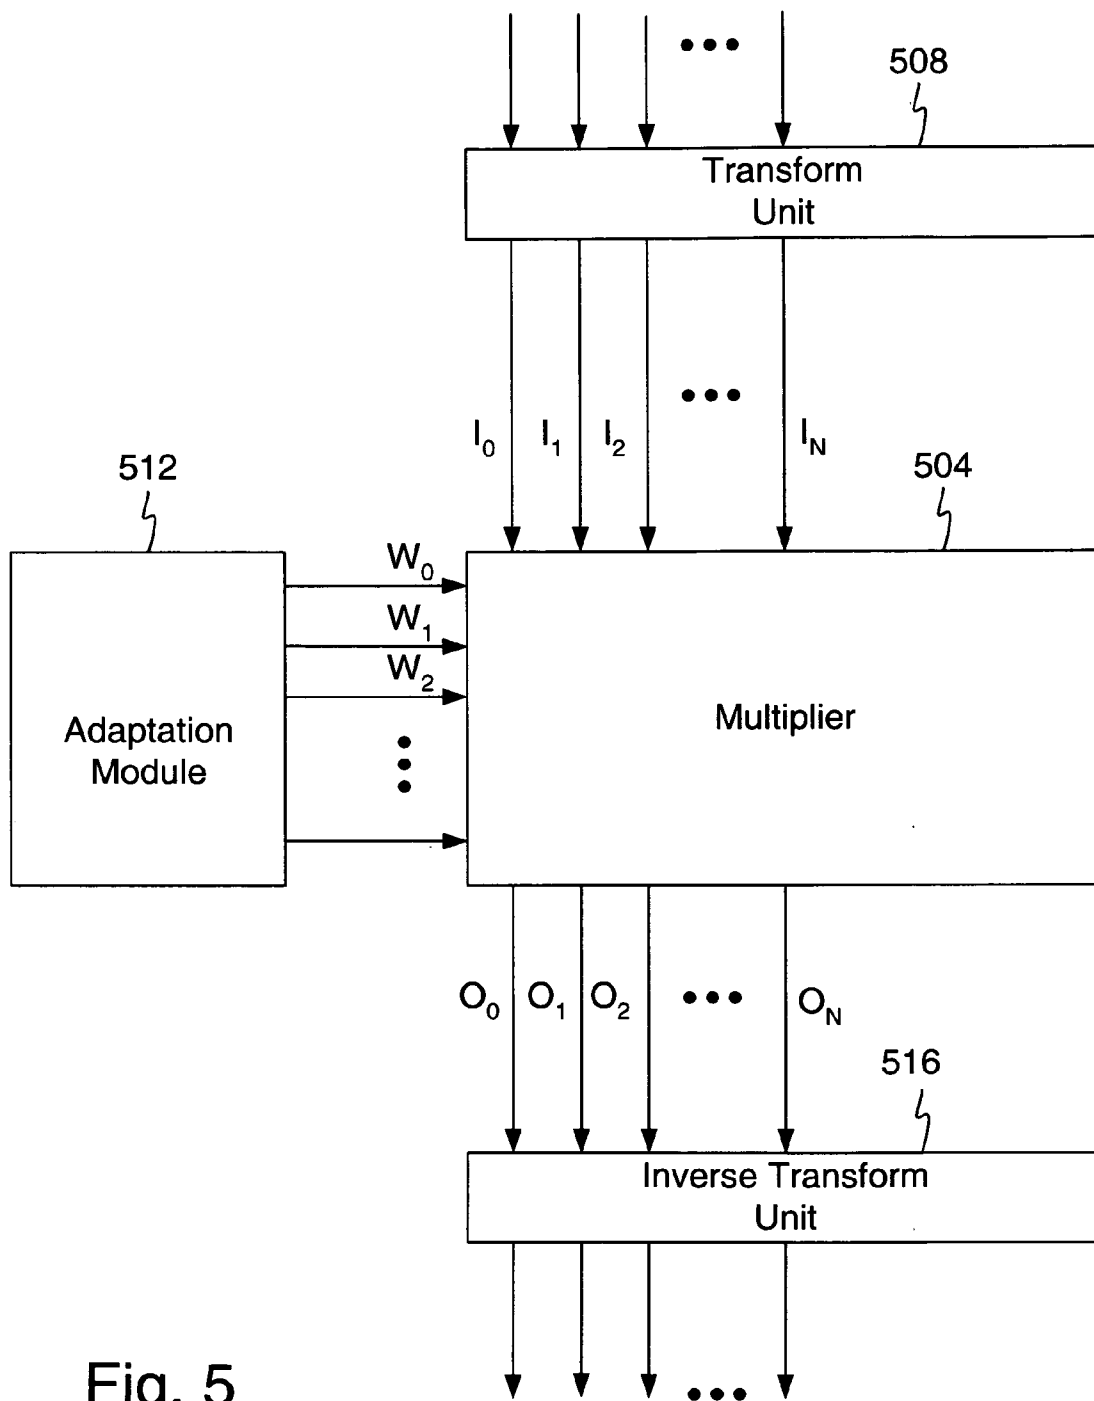 508
Transform
Unit
I0 I1 I2 IN
512
504
W0
W1
W2
Adaptation
Module
Multiplier
O0 O1 O2 ON
516
Inverse Transform
Unit
Fig. 5